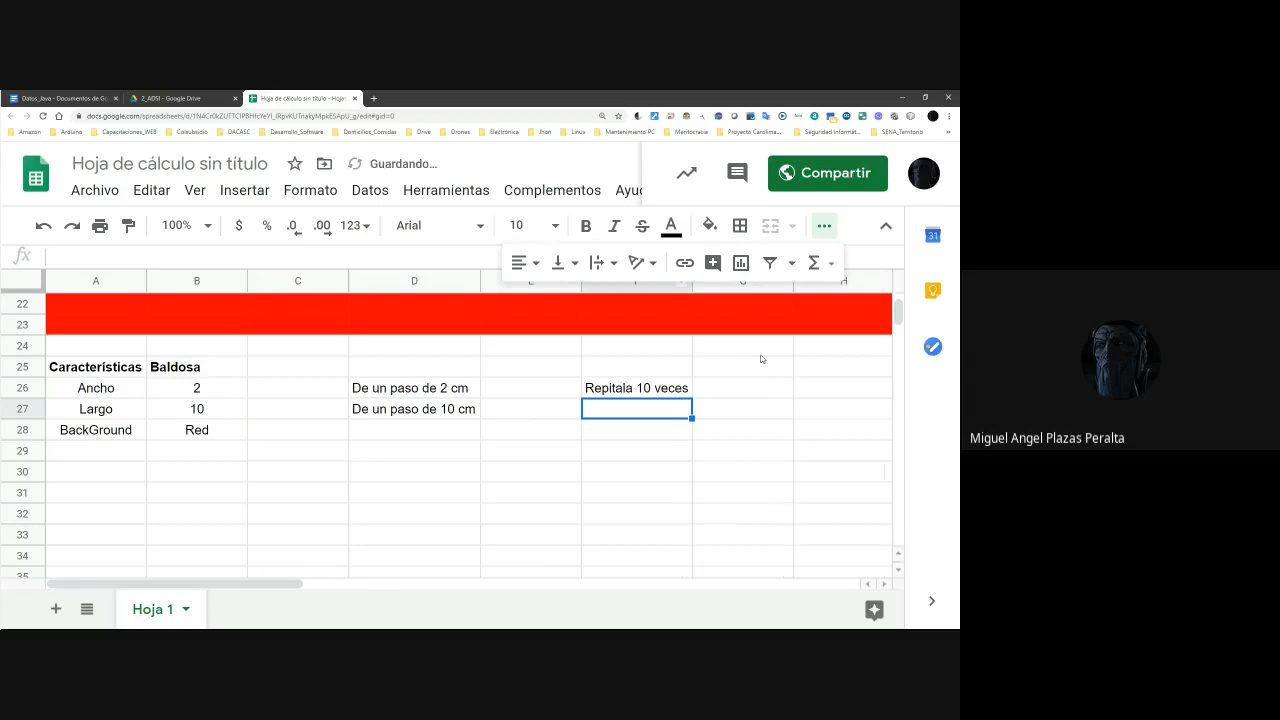 Datos_Java - Documentos de Go
2_ADSI - Google Drive
Hoja de cálculo sin título - Hoja
Amazon
Arduino
Capacitaciones_WEB
Colsubsidio
DACASC
Desarrollo_Software
Domicilios_Comidas
Drive
Drones
Electrónica
Jhon
Linux
Mantenimiento PC
Meritocracia
Proyecto Carolina...
Seguridad Informát...
SENA_Territorio
»
Hoja de cálculo sin título
Guardando...
Archivo Editar Ver Insertar Formato Datos Herramientas Complementos Ayu
Compartir
100% $ % .0 .00 123 Arial 10 B I S A
31
fx
A B C D E F G H
22
23
24
25 Características Baldosa
26 Ancho 2 De un paso de 2 cm Repitala 10 veces
27 Largo 10 De un paso de 10 cm
28 BackGround Red
29
30
31
32
33
34
35
Hoja 1
Miguel Angel Plazas Peralta